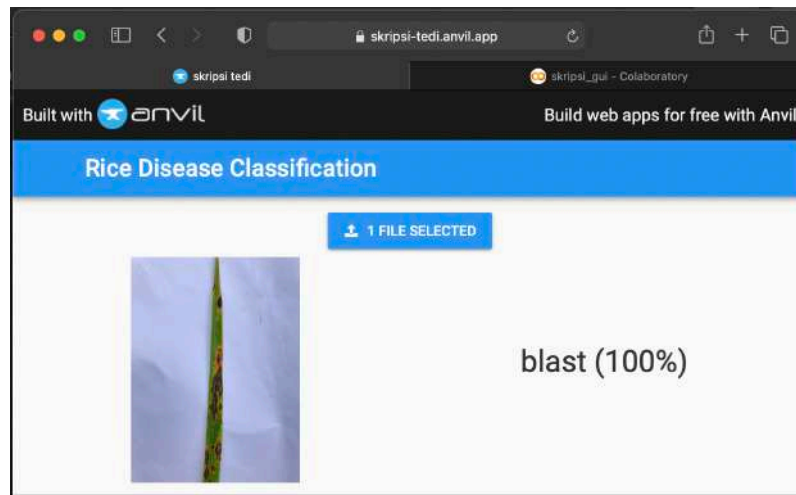 skripsi-tedi.anvil.app
skripsi tedi
skripsi_gui - Colaboratory
Built with anvil
Build web apps for free with Anvil
Rice Disease Classification
1 FILE SELECTED
blast (100%)